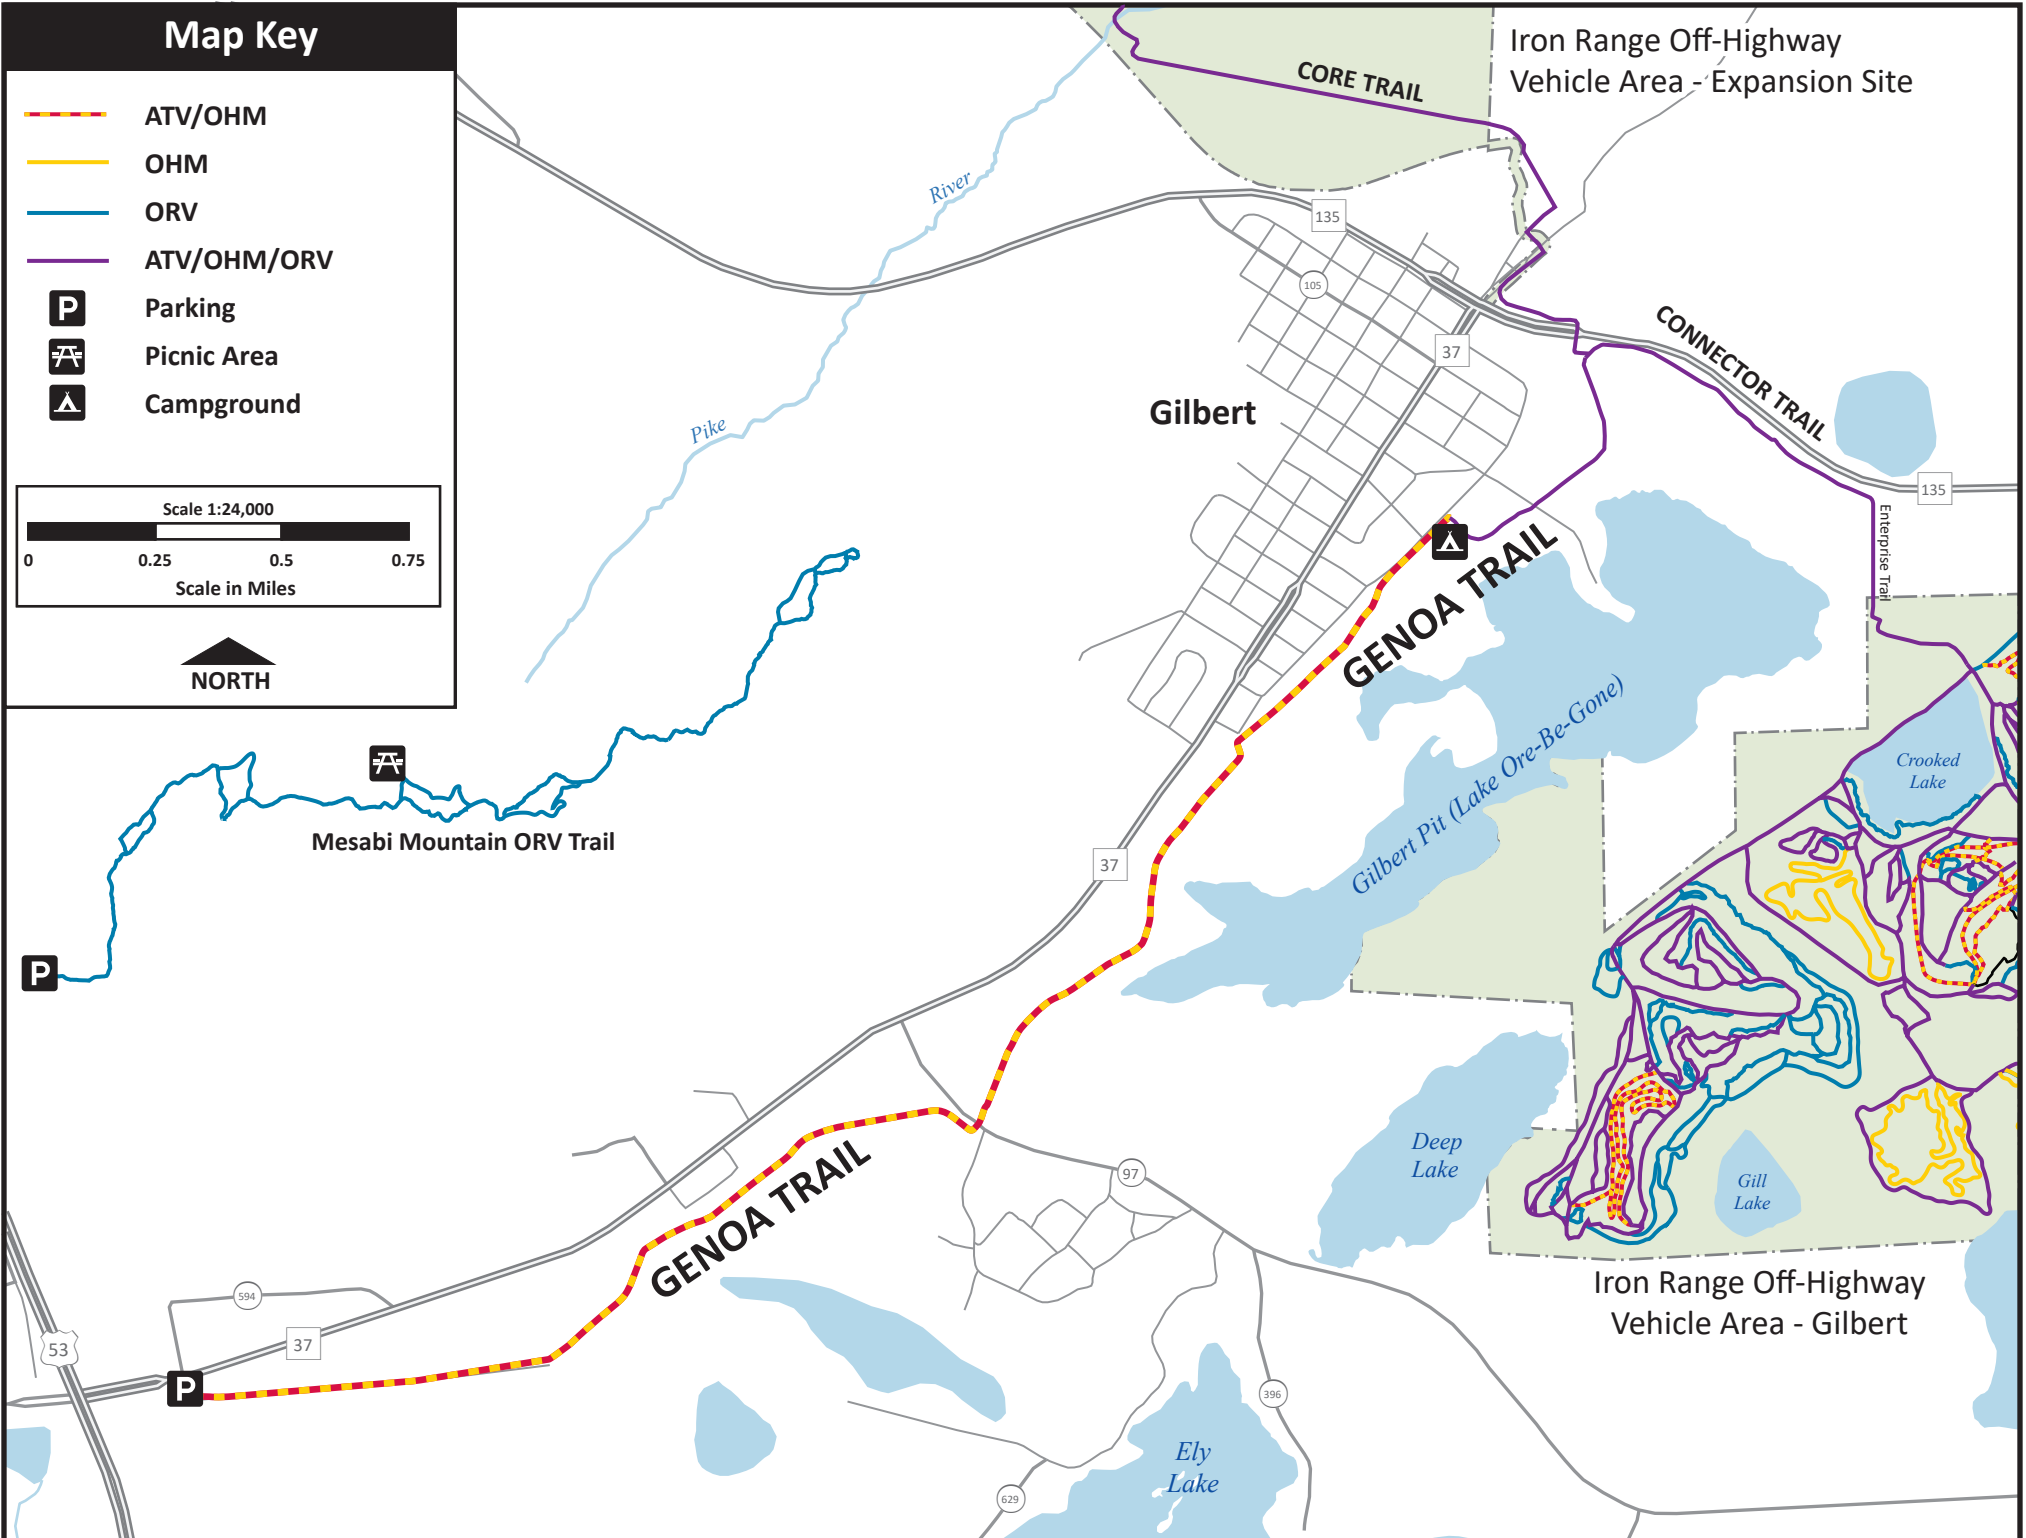 Map Key
ATV/OHM
OHM
ORV
ATV/OHM/ORV
P
Parking
Picnic Area
Campground
Scale 1:24,000
0 0.25 0.5 0.75
Scale in Miles
NORTH
Iron Range Off-Highway
Vehicle Area - Expansion Site
CORE TRAIL
River
135
105
37
CONNECTOR TRAIL
Gilbert
Pike
135
Enterprise Trail
GENOA TRAIL
Gilbert Pit (Lake Ore-Be-Gone)
Crooked
Lake
Mesabi Mountain ORV Trail
37
P
Deep
Lake
97
Gill
Lake
GENOA TRAIL
Iron Range Off-Highway
Vehicle Area - Gilbert
594
37
53
P
396
Ely
Lake
629